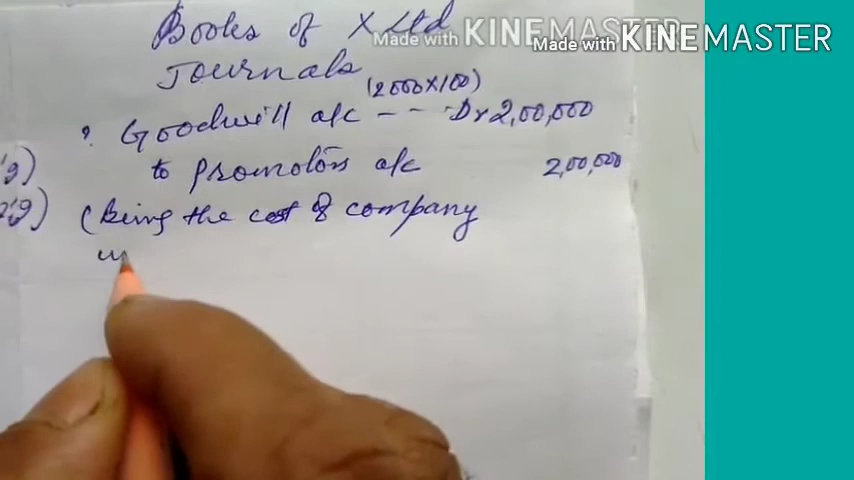 Books of X Ltd
Journals
(2000×100)
Goodwill a/c --- Dr 2,00,000
to promotors a/c 2,00,000
(Being the cost of company
Made with KINEMASTER
Made with KINEMASTER